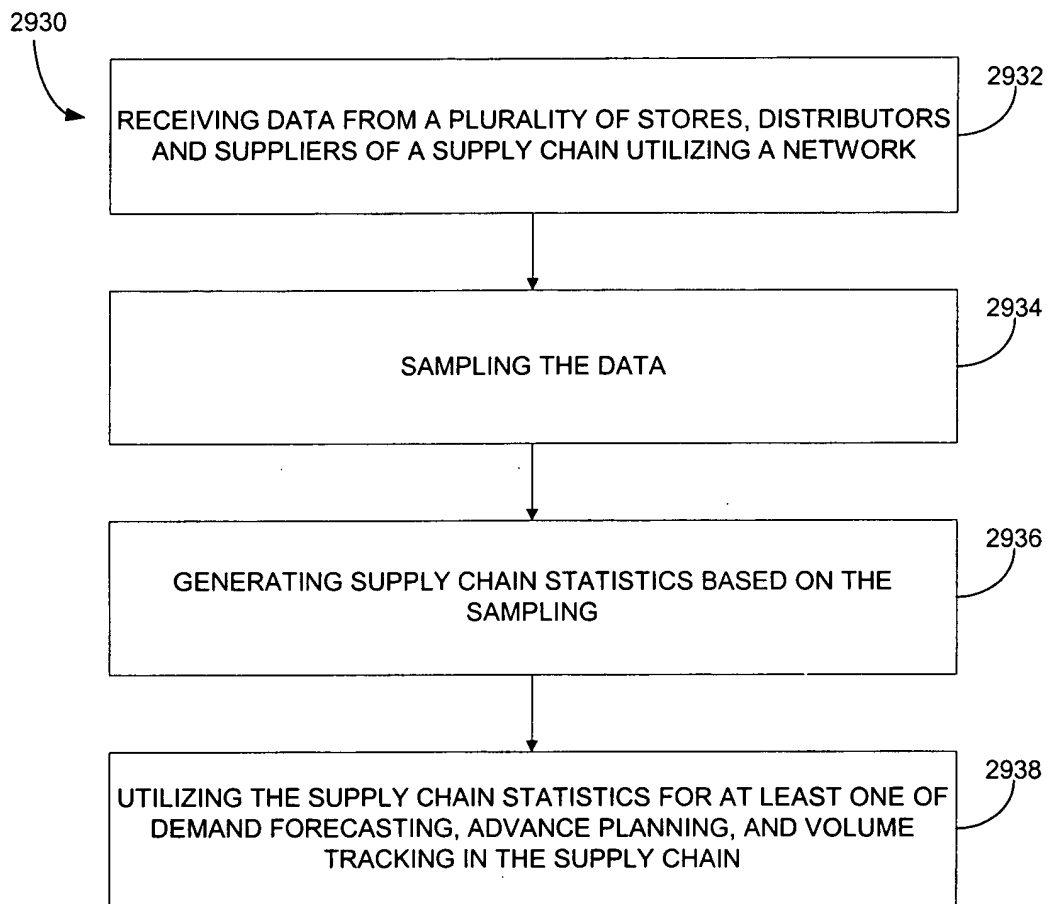 2930
2932
RECEIVING DATA FROM A PLURALITY OF STORES, DISTRIBUTORS
AND SUPPLIERS OF A SUPPLY CHAIN UTILIZING A NETWORK
2934
SAMPLING THE DATA
2936
GENERATING SUPPLY CHAIN STATISTICS BASED ON THE
SAMPLING
2938
UTILIZING THE SUPPLY CHAIN STATISTICS FOR AT LEAST ONE OF
DEMAND FORECASTING, ADVANCE PLANNING, AND VOLUME
TRACKING IN THE SUPPLY CHAIN